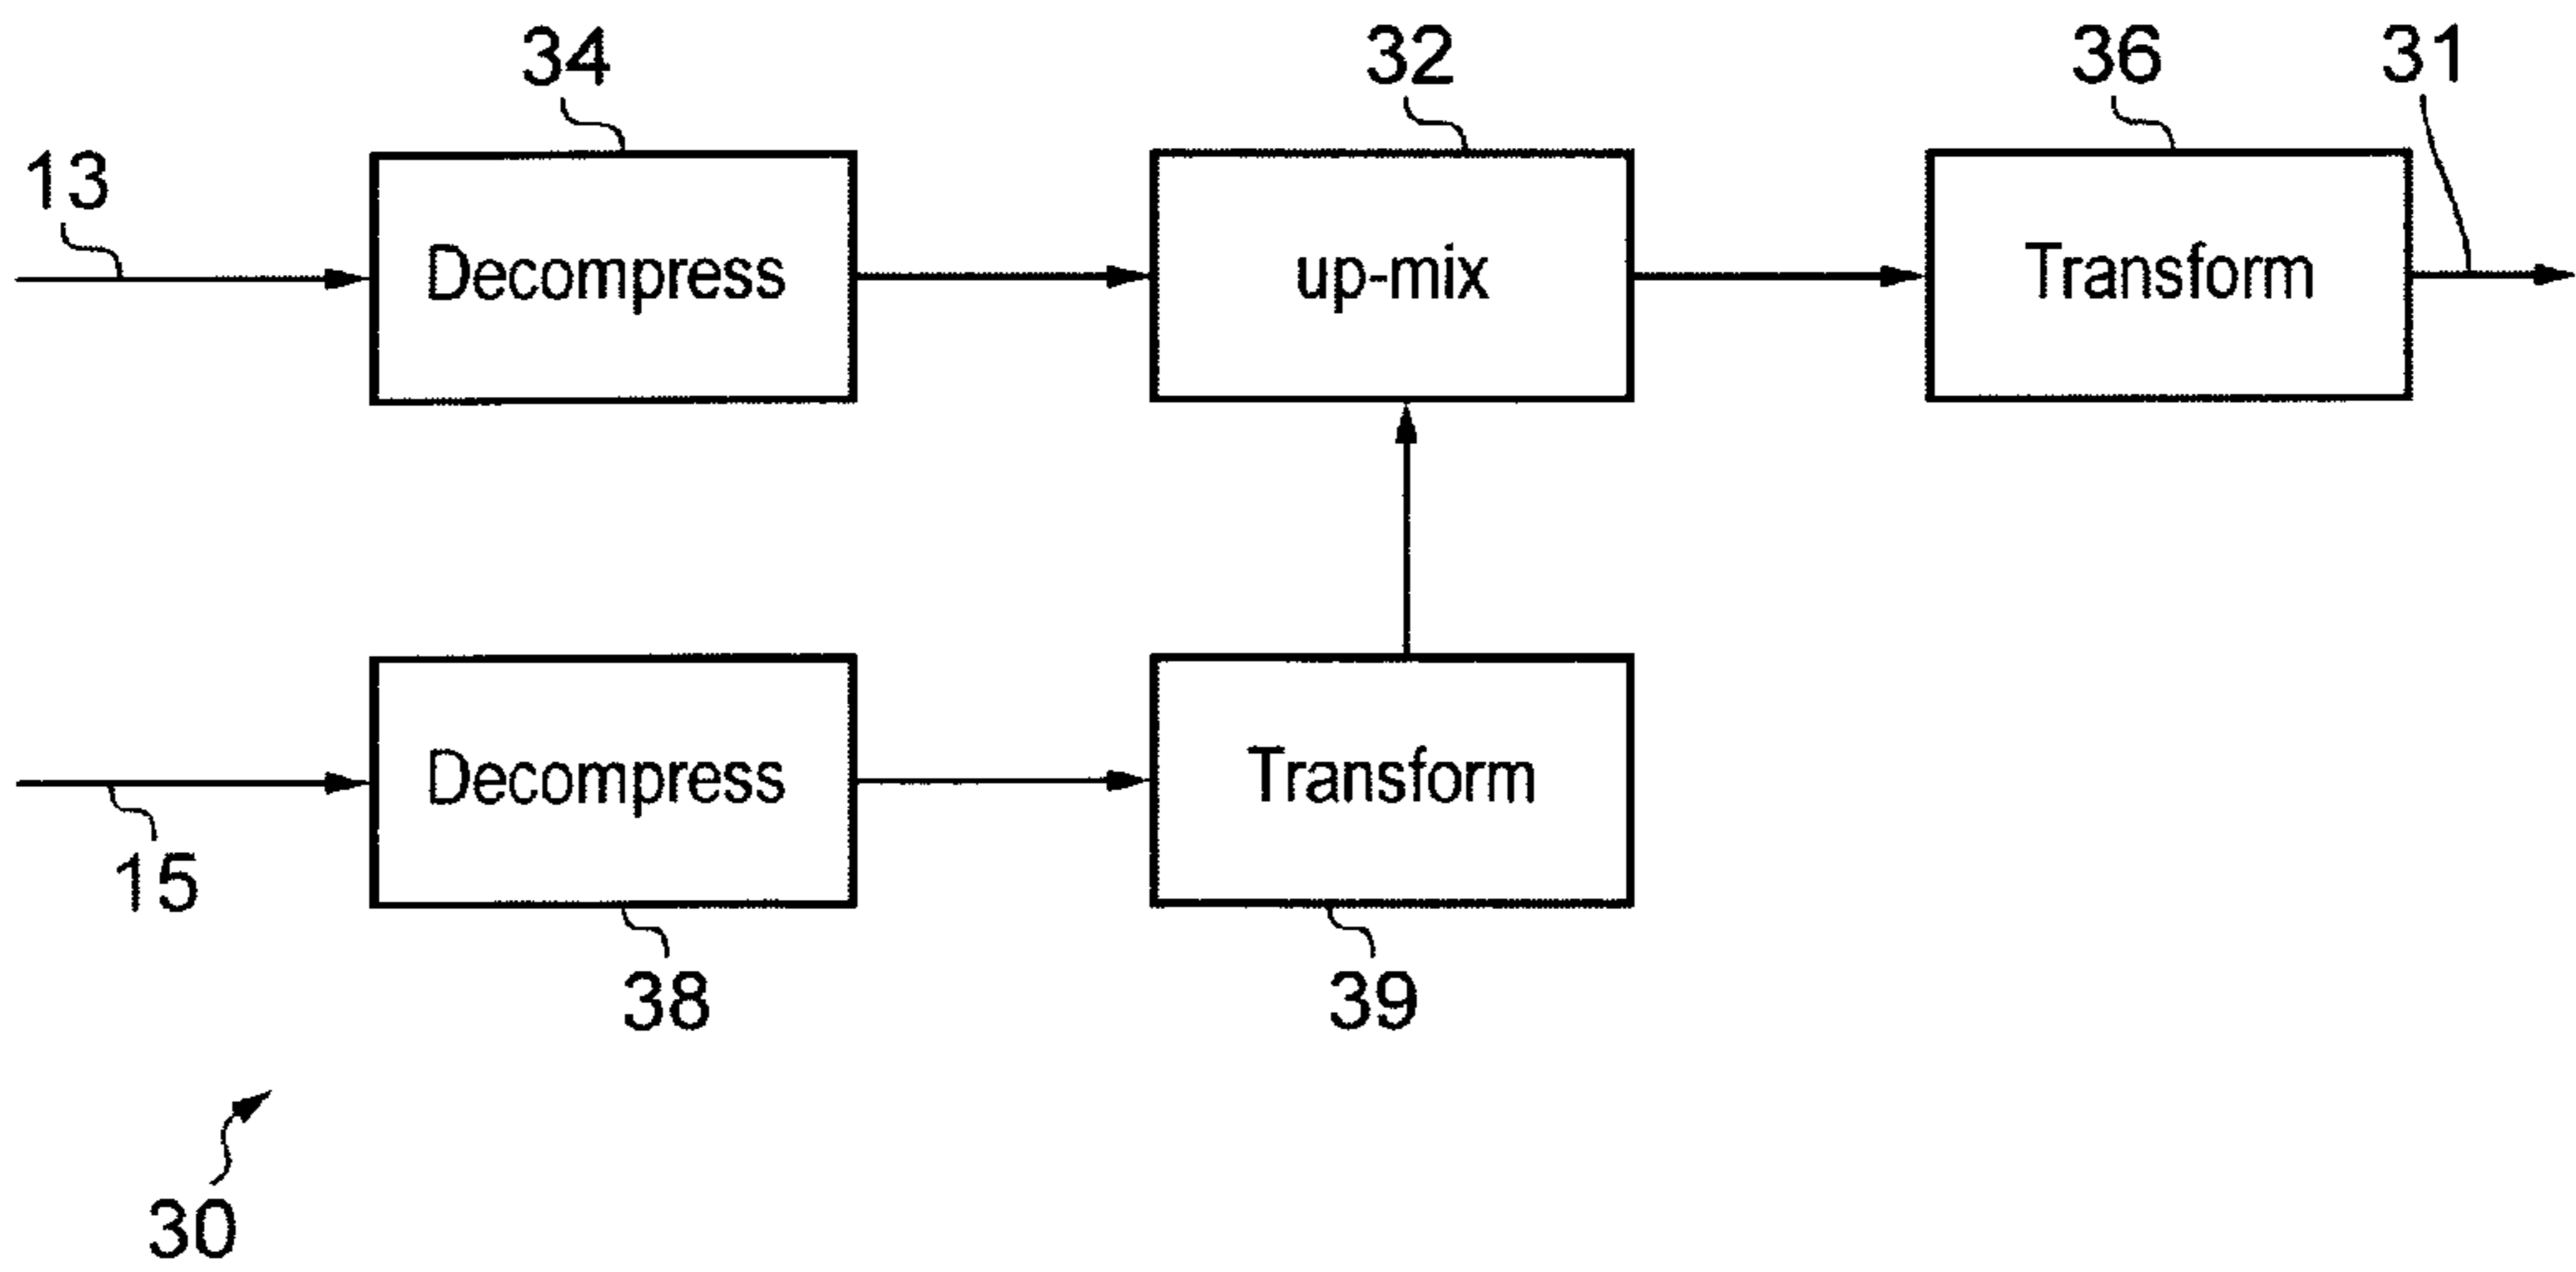 34 32 36 31
13
Decompress up-mix Transform
Decompress Transform
15
38 39
30